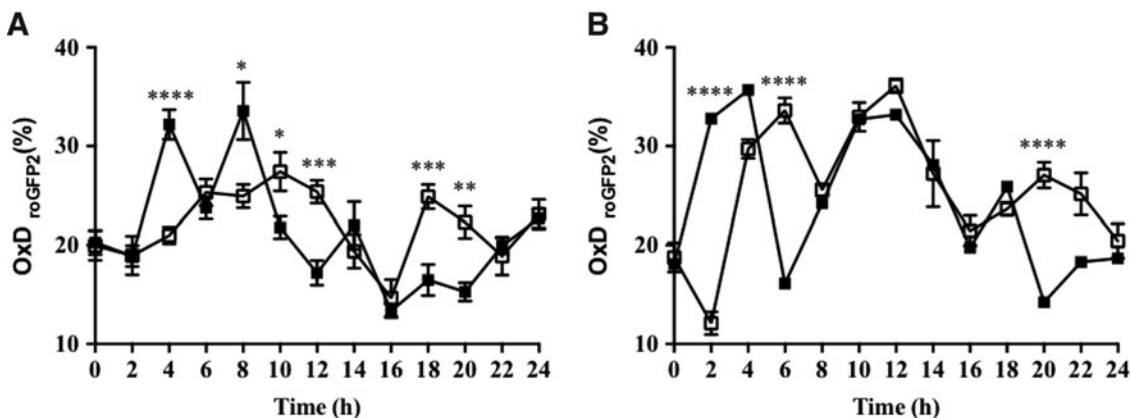 A
40
30
20
10
OxD roGFP2(%)
**** * * *** *** **
0 2 4 6 8 10 12 14 16 18 20 22 24
Time (h)
B
40
30
20
10
OxD roGFP2(%)
**** **** ****
0 2 4 6 8 10 12 14 16 18 20 22 24
Time (h)